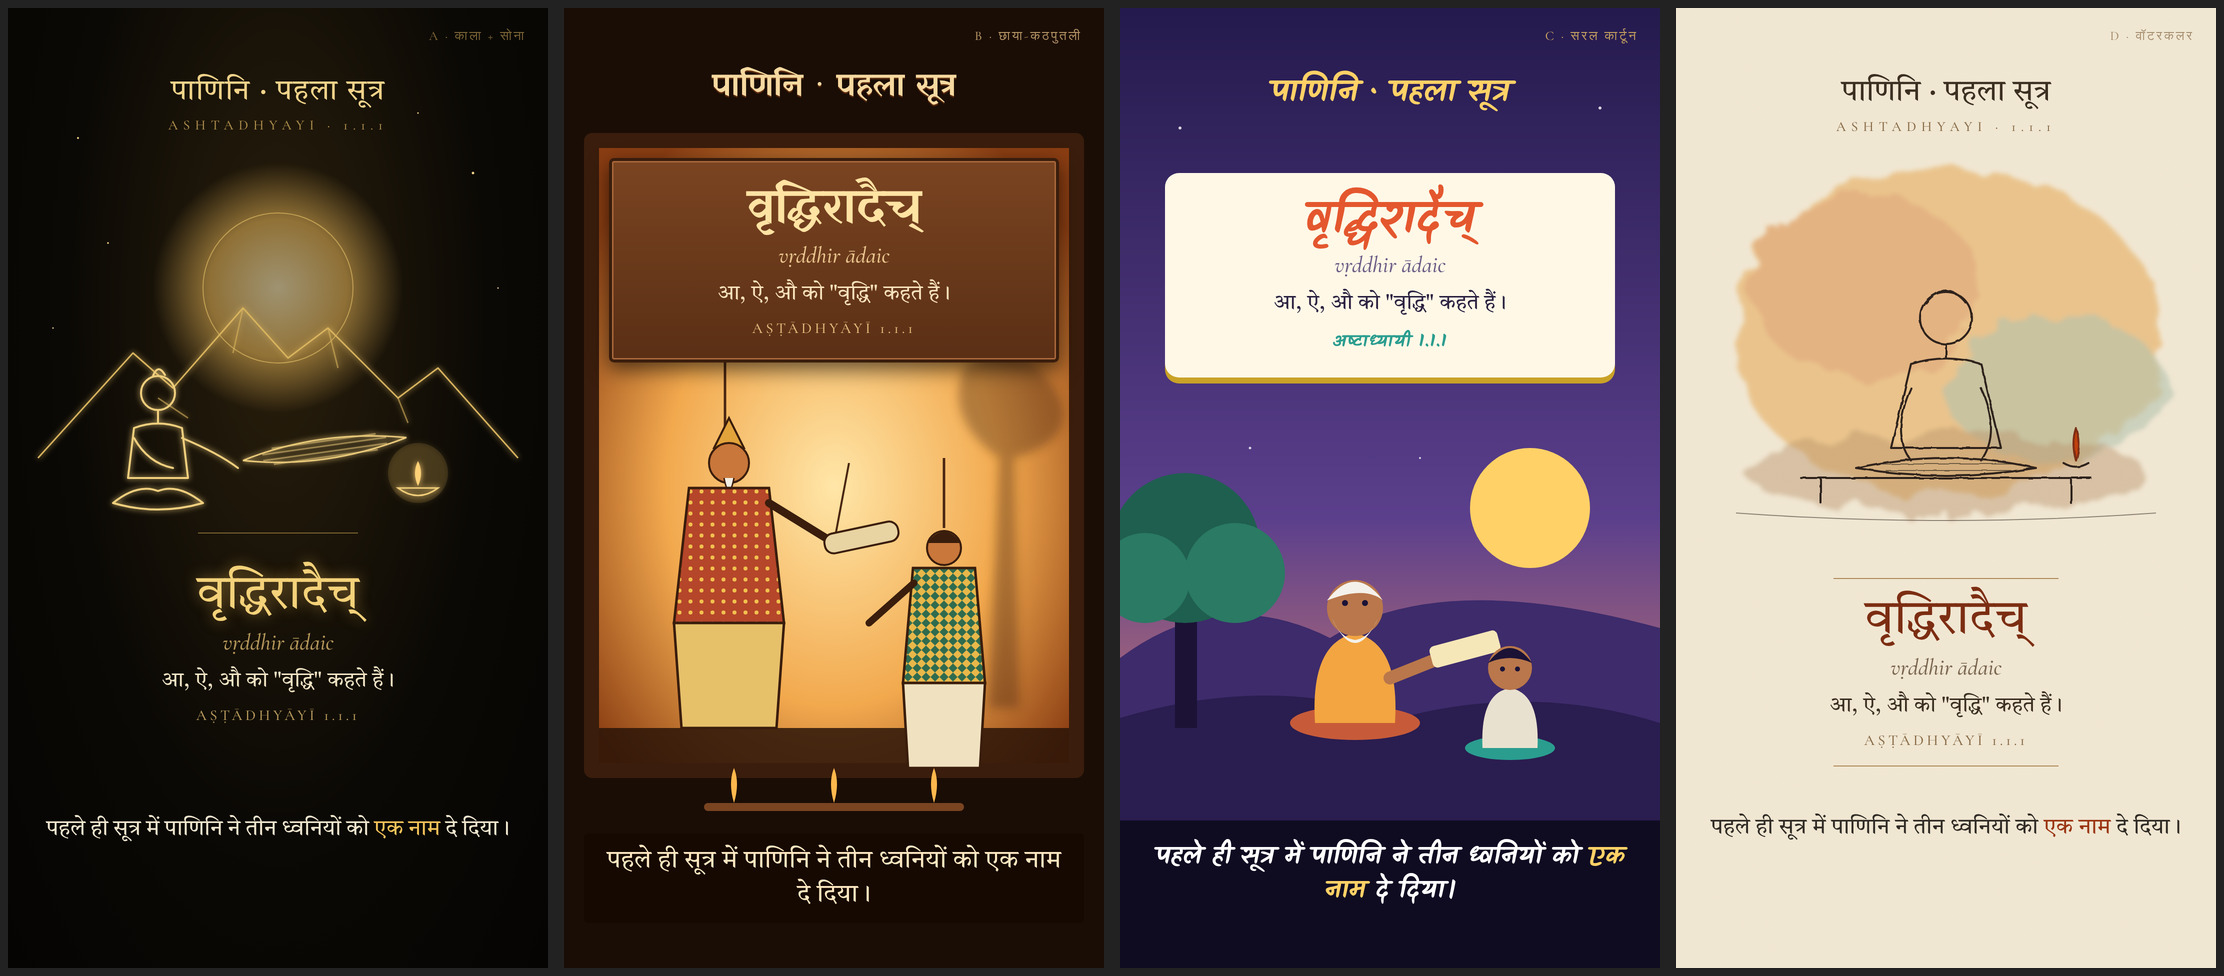 A · काला + सोना
पाणिनि · पहला सूत्र
ASHTADHYAYI · 1.1.1
वृद्धिरादैच्
vṛddhir ādaic
आ, ऐ, औ को "वृद्धि" कहते हैं।
AṢṬĀDHYĀYĪ 1.1.1
पहले ही सूत्र में पाणिनि ने तीन ध्वनियों को एक नाम दे दिया।
B · छाया-कठपुतली
पाणिनि · पहला सूत्र
वृद्धिरादैच्
vṛddhir ādaic
आ, ऐ, औ को "वृद्धि" कहते हैं।
AṢṬĀDHYĀYĪ 1.1.1
पहले ही सूत्र में पाणिनि ने तीन ध्वनियों को एक नाम
दे दिया।
C · सरल कार्टून
पाणिनि · पहला सूत्र
वृद्धिरादैच्
vṛddhir ādaic
आ, ऐ, औ को "वृद्धि" कहते हैं।
अष्टाध्यायी 1.1.1
पहले ही सूत्र में पाणिनि ने तीन ध्वनियों को एक
नाम दे दिया।
D · वॉटरकलर
पाणिनि · पहला सूत्र
ASHTADHYAYI · 1.1.1
वृद्धिरादैच्
vṛddhir ādaic
आ, ऐ, औ को "वृद्धि" कहते हैं।
AṢṬĀDHYĀYĪ 1.1.1
पहले ही सूत्र में पाणिनि ने तीन ध्वनियों को एक नाम दे दिया।